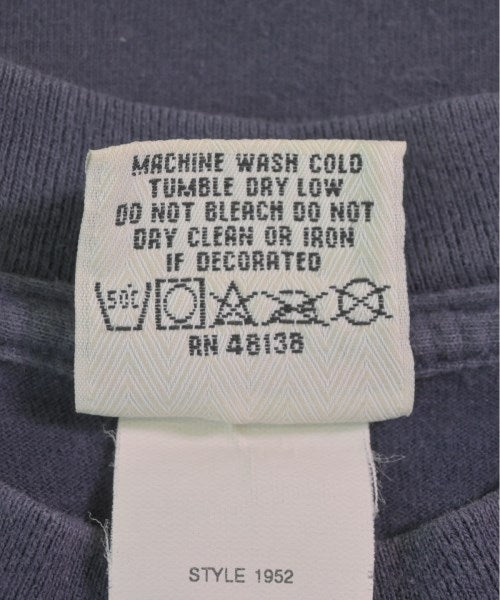 MACHINE WASH COLD
TUMBLE DRY LOW
DO NOT BLEACH DO NOT
DRY CLEAN OR IRON
IF DECORATED
50°C
RN 48138
STYLE 1952